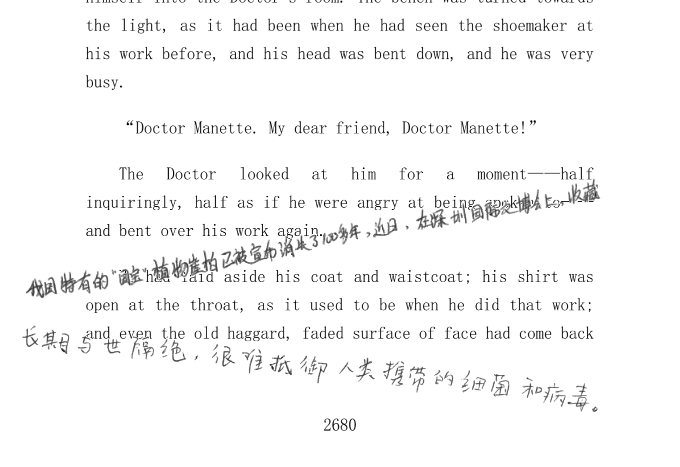 himself into the Doctor's room. The bench was turned towards
the light, as it had been when he had seen the shoemaker at
his work before, and his head was bent down, and he was very
busy.
“Doctor Manette. My dear friend, Doctor Manette!”
The Doctor looked at him for a moment——half
inquiringly, half as if he were angry at being spoken to——
and bent over his work again.
我国特有的“国宝”植物崖柏已被宣布消失了100多年,近日,在深圳国际交博会上,收藏
He had laid aside his coat and waistcoat; his shirt was
open at the throat, as it used to be when he did that work;
and even the old haggard, faded surface of face had come back
长期与世隔绝,很难抵御人类携带的细菌和病毒。
2680